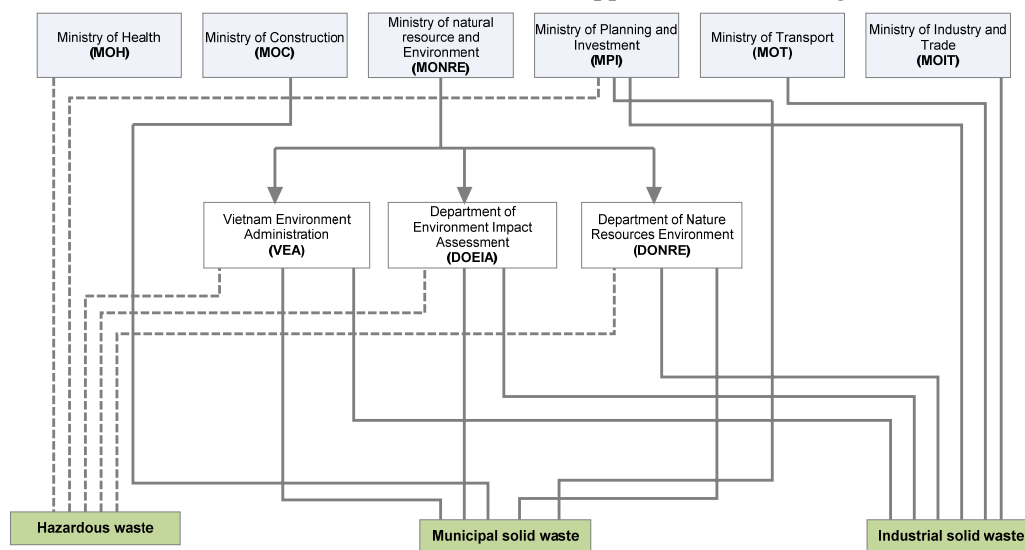 Ministry of Health
(MOH)
Ministry of Construction
(MOC)
Ministry of natural
resource and
Environment
(MONRE)
Ministry of Planning and
Investment
(MPI)
Ministry of Transport
(MOT)
Ministry of Industry and
Trade
(MOIT)
Vietnam Environment
Administration
(VEA)
Department of
Environment Impact
Assessment
(DOEIA)
Department of Nature
Resources Environment
(DONRE)
Hazardous waste
Municipal solid waste
Industrial solid waste